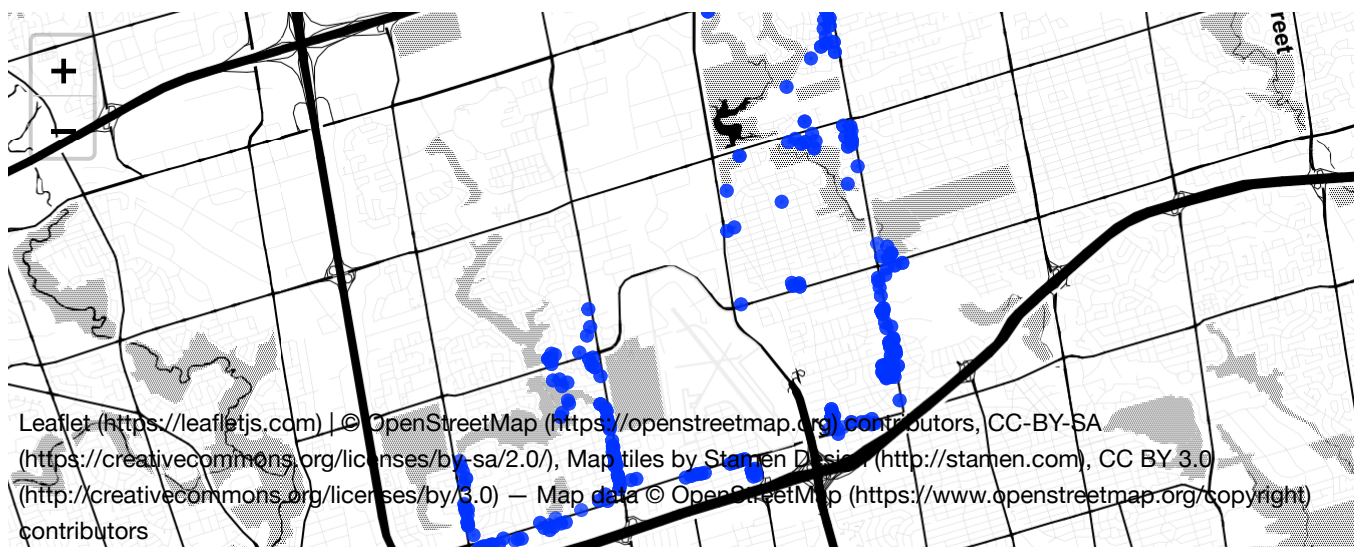 reet
+
−
Leaflet (https://leafletjs.com) | © OpenStreetMap (https://openstreetmap.org) contributors, CC-BY-SA
(https://creativecommons.org/licenses/by-sa/2.0/), Map tiles by Stamen Design (http://stamen.com), CC BY 3.0
(http://creativecommons.org/licenses/by/3.0) — Map data © OpenStreetMap (https://www.openstreetmap.org/copyright)
contributors